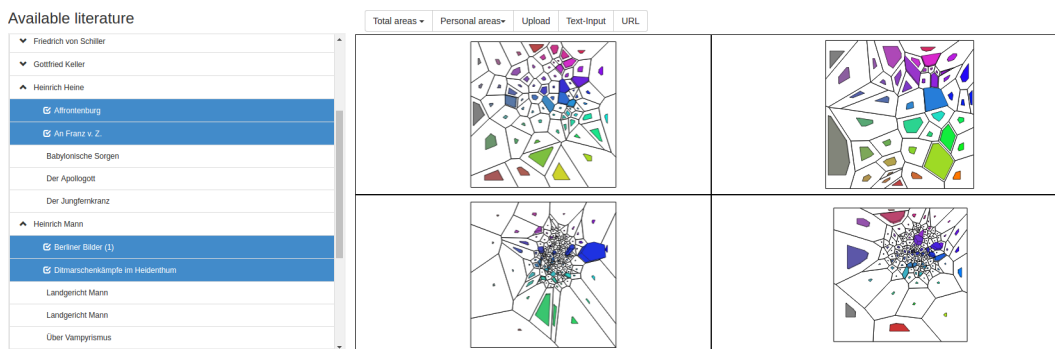 Available literature
Total areas
Personal areas
Upload
Text-Input
URL
Friedrich von Schiller
Gottfried Keller
Heinrich Heine
Affrontenburg
An Franz v. Z.
Babylonische Sorgen
Der Apollogott
Der Jungfernkranz
Heinrich Mann
Berliner Bilder (1)
Ditmarschenkämpfe im Heidenthum
Landgericht Mann
Landgericht Mann
Über Vampyrismus